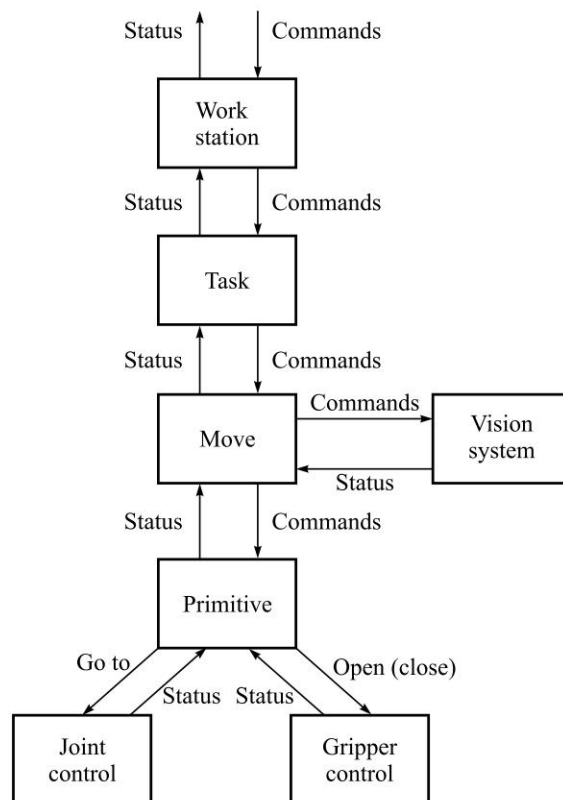 Status
Commands
Work
station
Status
Commands
Task
Status
Commands
Commands
Move
Vision
system
Status
Status
Commands
Primitive
Go to
Open (close)
Status
Status
Joint
control
Gripper
control